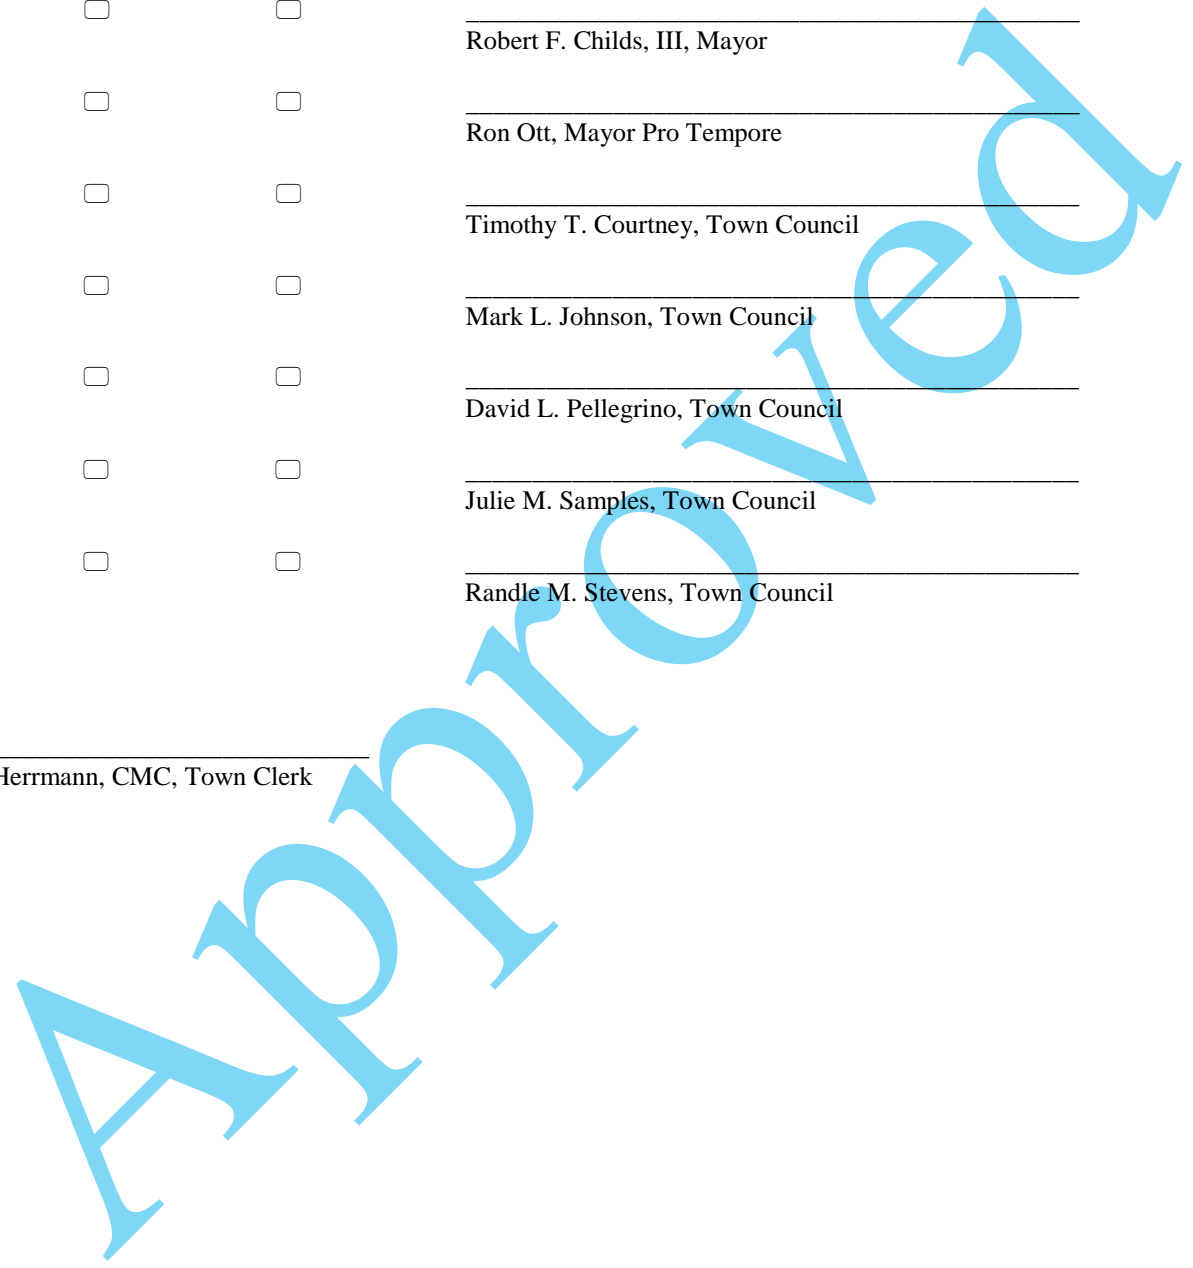 Robert F. Childs, III, Mayor
Ron Ott, Mayor Pro Tempore
Timothy T. Courtney, Town Council
Mark L. Johnson, Town Council
David L. Pellegrino, Town Council
Julie M. Samples, Town Council
Randle M. Stevens, Town Council
Herrmann, CMC, Town Clerk
Approved